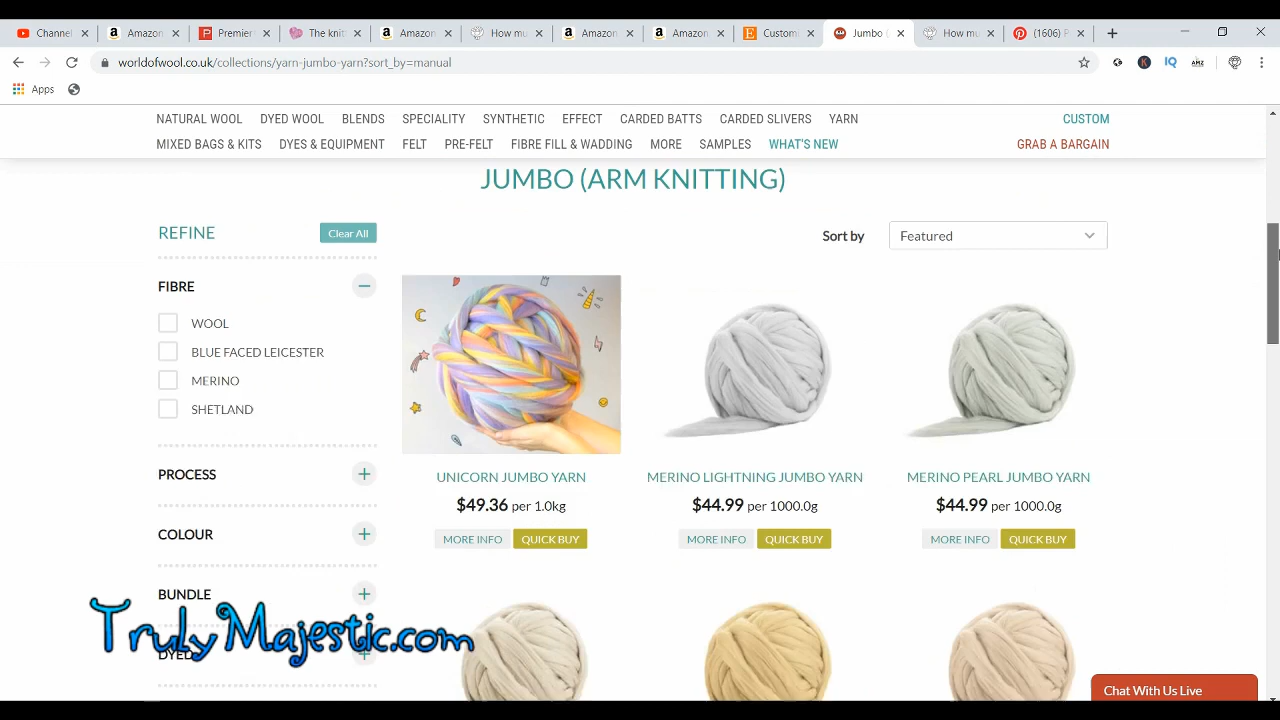 Channel
Amazon
Premier
The knit
Amazon
How mu
Amazon
Amazon
Custom
Jumbo
How mu
(1606) P
worldofwool.co.uk/collections/yarn-jumbo-yarn?sort_by=manual
K
IQ
AMZ
Apps
NATURAL WOOL DYED WOOL BLENDS SPECIALITY SYNTHETIC EFFECT CARDED BATTS CARDED SLIVERS YARN CUSTOM
MIXED BAGS & KITS DYES & EQUIPMENT FELT PRE-FELT FIBRE FILL & WADDING MORE SAMPLES WHAT'S NEW GRAB A BARGAIN
JUMBO (ARM KNITTING)
REFINE
Clear All
Sort by
Featured
FIBRE
WOOL
BLUE FACED LEICESTER
MERINO
SHETLAND
PROCESS
COLOUR
BUNDLE
DYED
UNICORN JUMBO YARN
$49.36 per 1.0kg
MORE INFO QUICK BUY
MERINO LIGHTNING JUMBO YARN
$44.99 per 1000.0g
MORE INFO QUICK BUY
MERINO PEARL JUMBO YARN
$44.99 per 1000.0g
MORE INFO QUICK BUY
TrulyMajestic.com
Chat With Us Live